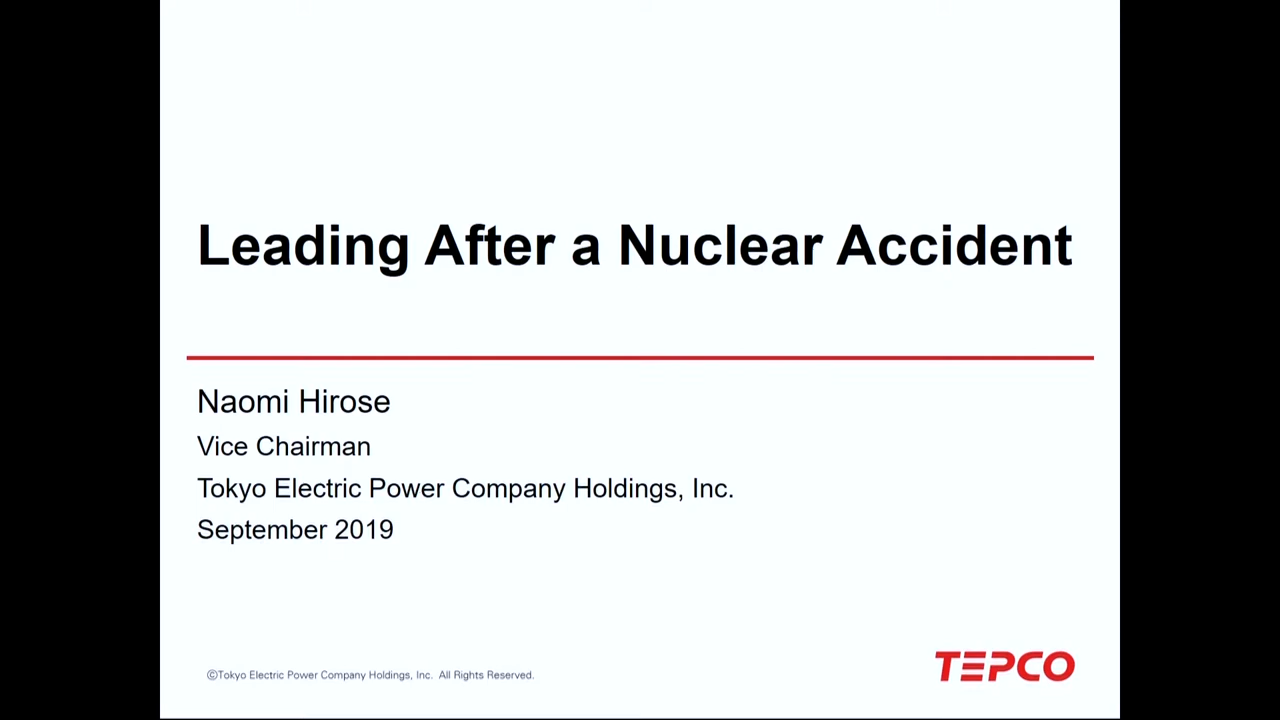 Leading After a Nuclear Accident
Naomi Hirose
Vice Chairman
Tokyo Electric Power Company Holdings, Inc.
September 2019
©Tokyo Electric Power Company Holdings, Inc. All Rights Reserved.
TEPCO